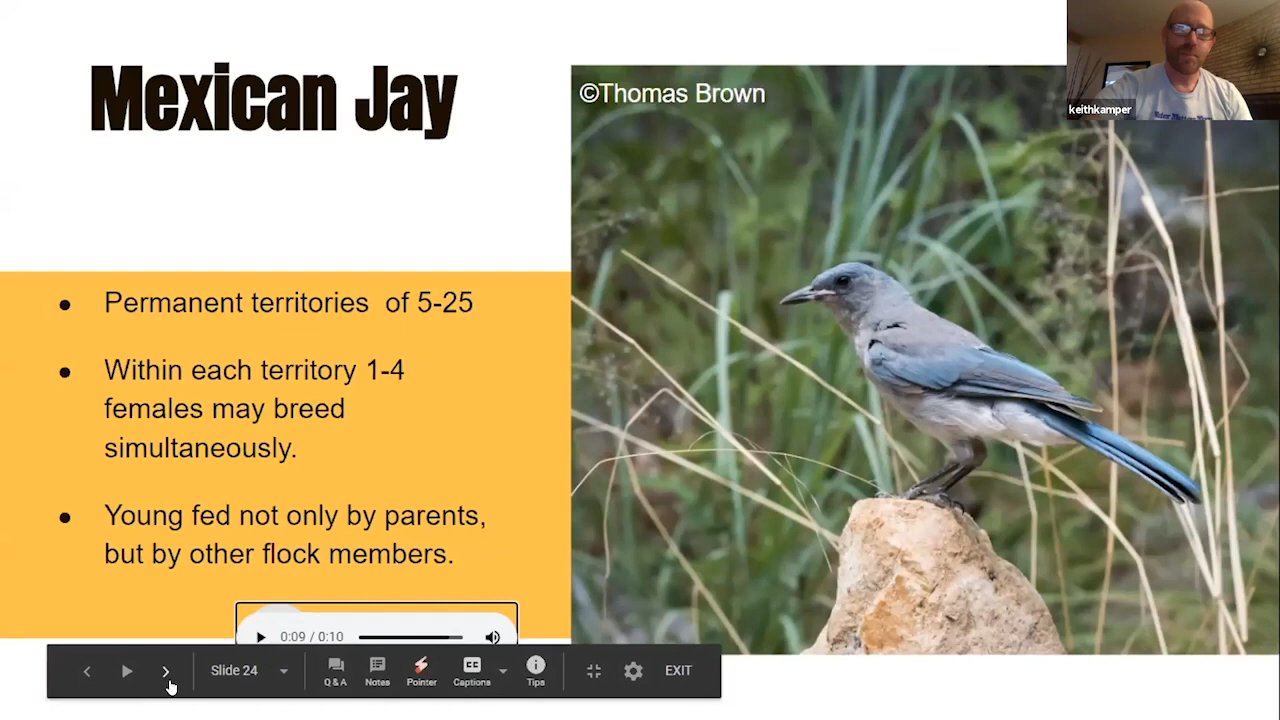 Mexican Jay
©Thomas Brown
keithkamper
● Permanent territories of 5-25
● Within each territory 1-4
females may breed
simultaneously.
● Young fed not only by parents,
but by other flock members.
0:09 / 0:10
Slide 24
Q & A
Notes
Pointer
CC
Captions
Tips
EXIT